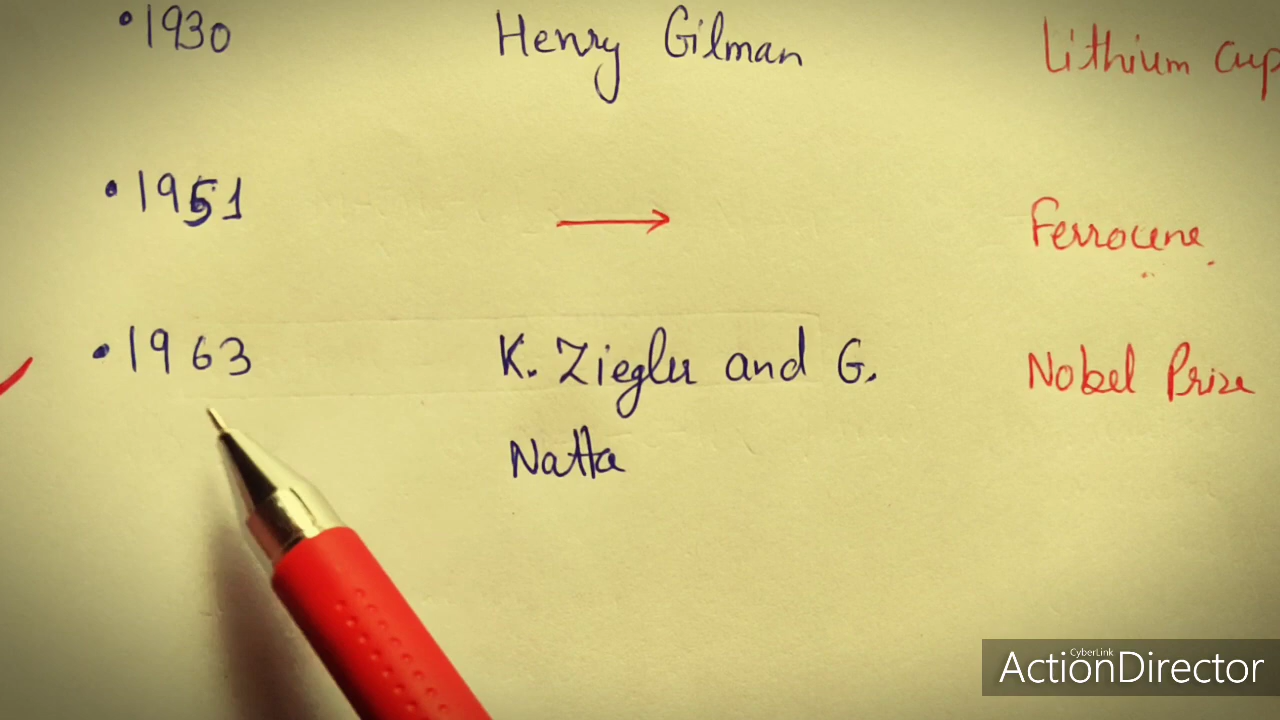 •1930 Henry Gilman Lithium Cup
•1951 → Ferrocene
•1963 K. Ziegler and G. Nobel Prize
Natta
CyberLink
ActionDirector